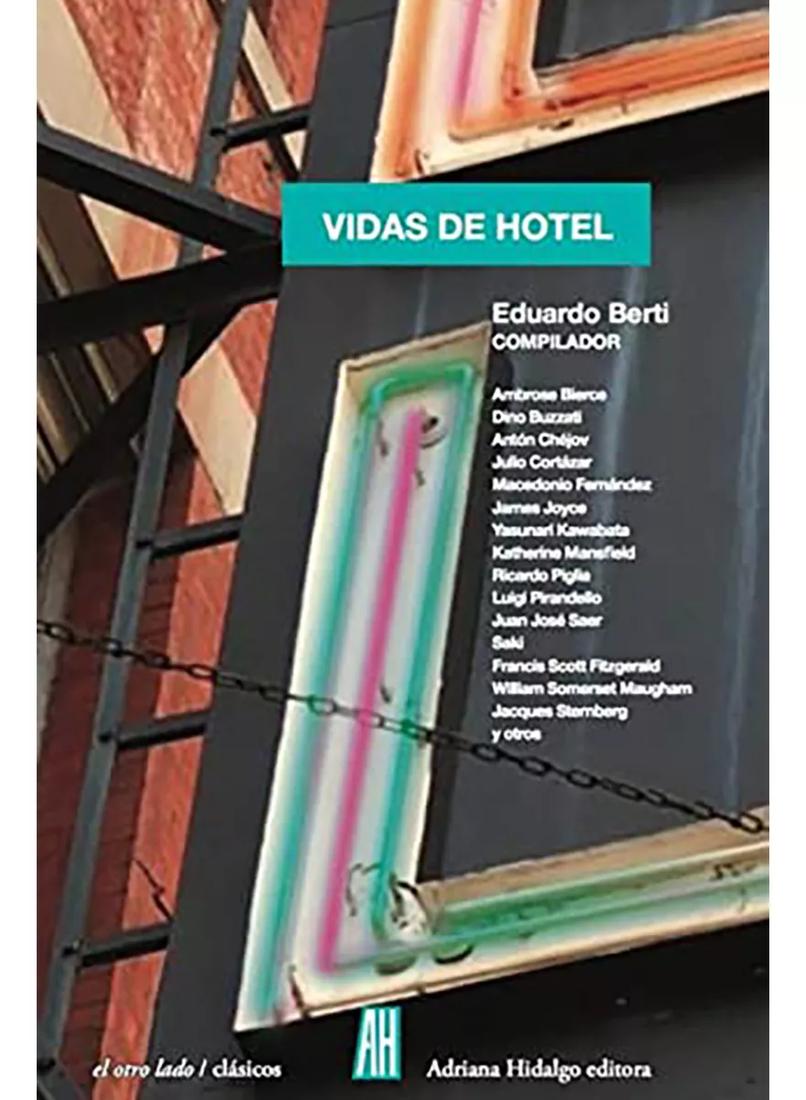 VIDAS DE HOTEL
Eduardo Berti
COMPILADOR
Ambrose Bierce
Dino Buzzati
Antón Chéjov
Julio Cortázar
Macedonio Fernández
James Joyce
Yasunari Kawabata
Katherine Mansfield
Ricardo Piglia
Luigi Pirandello
Juan José Saer
Saki
Francis Scott Fitzgerald
William Somerset Maugham
Jacques Sternberg
y otros
el otro lado / clásicos
AH
Adriana Hidalgo editora